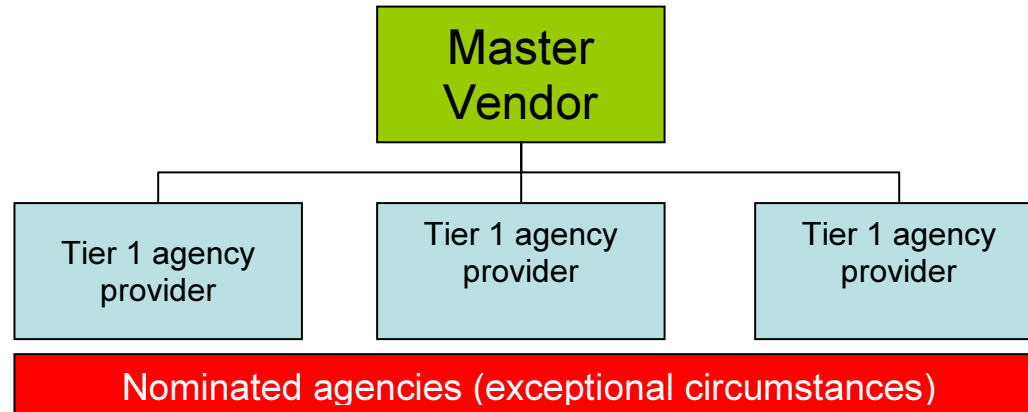 Master
Vendor
Tier 1 agency
provider
Tier 1 agency
provider
Tier 1 agency
provider
Nominated agencies (exceptional circumstances)